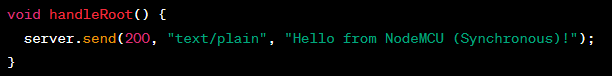 void handleRoot() {
  server.send(200, "text/plain", "Hello from NodeMCU (Synchronous)!");
}